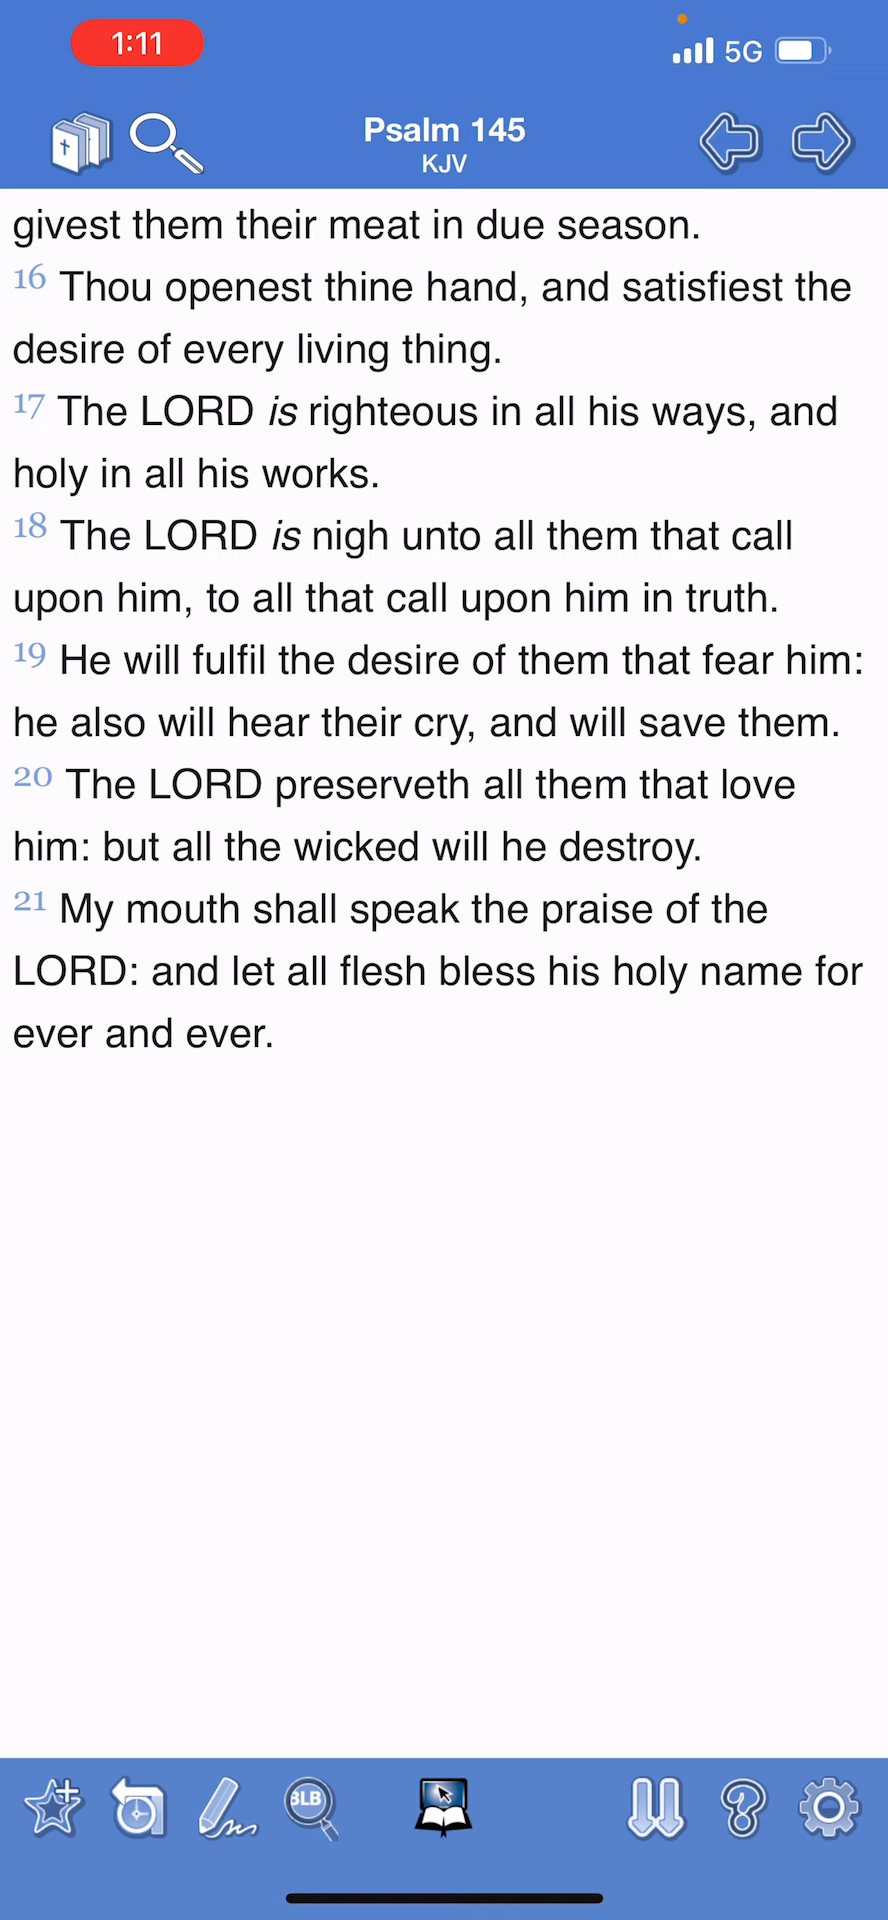 1:11
5G
Psalm 145
KJV
givest them their meat in due season.
16 Thou openest thine hand, and satisfiest the
desire of every living thing.
17 The LORD is righteous in all his ways, and
holy in all his works.
18 The LORD is nigh unto all them that call
upon him, to all that call upon him in truth.
19 He will fulfil the desire of them that fear him:
he also will hear their cry, and will save them.
20 The LORD preserveth all them that love
him: but all the wicked will he destroy.
21 My mouth shall speak the praise of the
LORD: and let all flesh bless his holy name for
ever and ever.
BLB